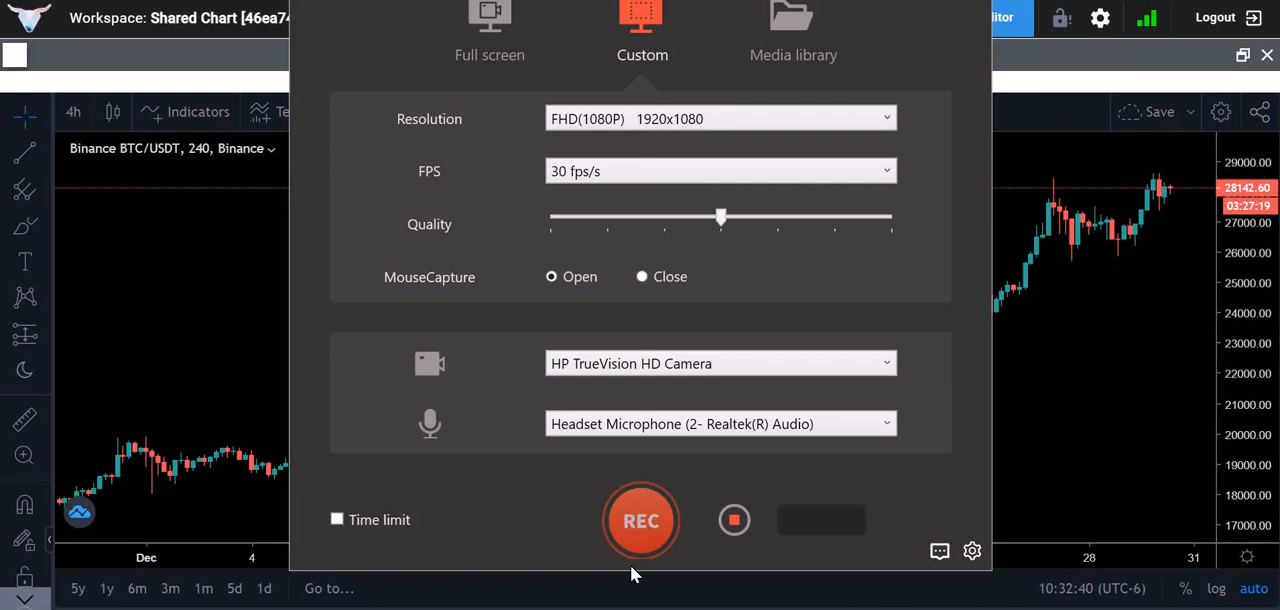 Workspace: Shared Chart [46ea74
itor
Logout
Full screen
Custom
Media library
4h
Indicators
Te
Save
Binance BTC/USDT, 240, Binance
Resolution
FHD(1080P) 1920x1080
FPS
30 fps/s
Quality
MouseCapture
Open
Close
HP TrueVision HD Camera
Headset Microphone (2- Realtek(R) Audio)
Time limit
REC
29000.00
28142.60
03:27:19
27000.00
26000.00
25000.00
24000.00
23000.00
22000.00
21000.00
20000.00
19000.00
18000.00
17000.00
Dec
4
28
31
5y 1y 6m 3m 1m 5d 1d Go to...
10:32:40 (UTC-6) % log auto